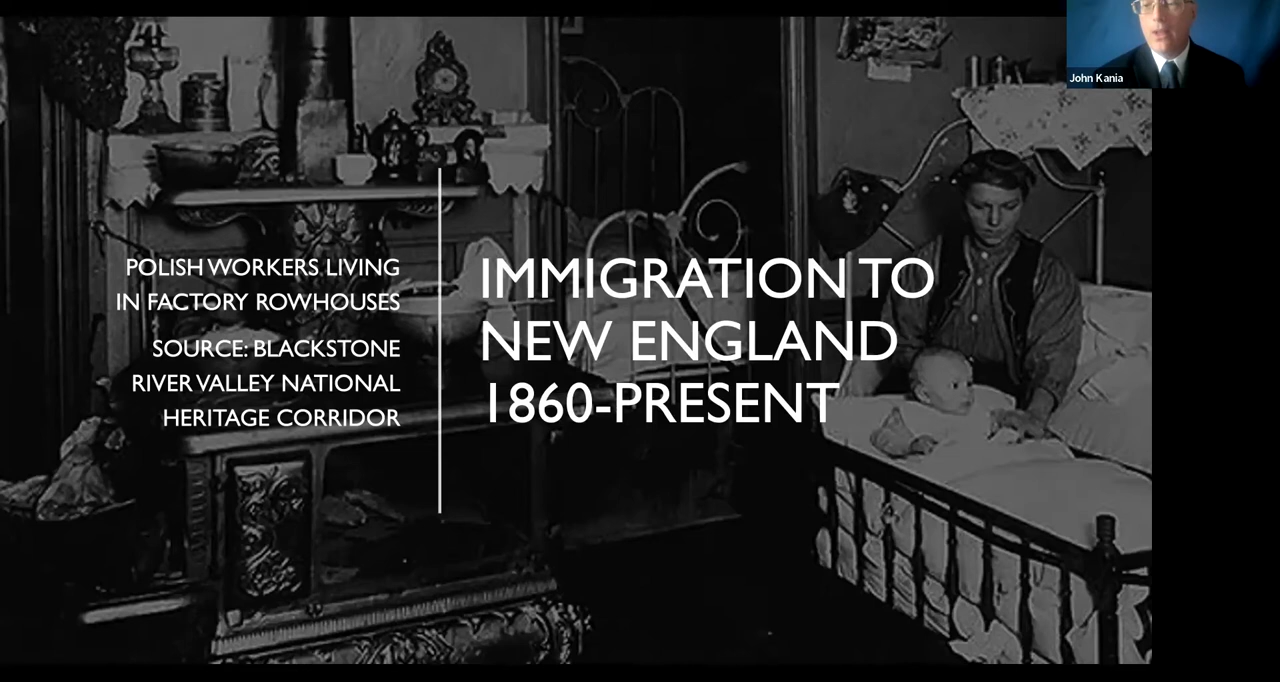 John Kania
POLISH WORKERS LIVING
IN FACTORY ROWHOUSES
SOURCE: BLACKSTONE
RIVER VALLEY NATIONAL
HERITAGE CORRIDOR
IMMIGRATION TO
NEW ENGLAND
1860-PRESENT